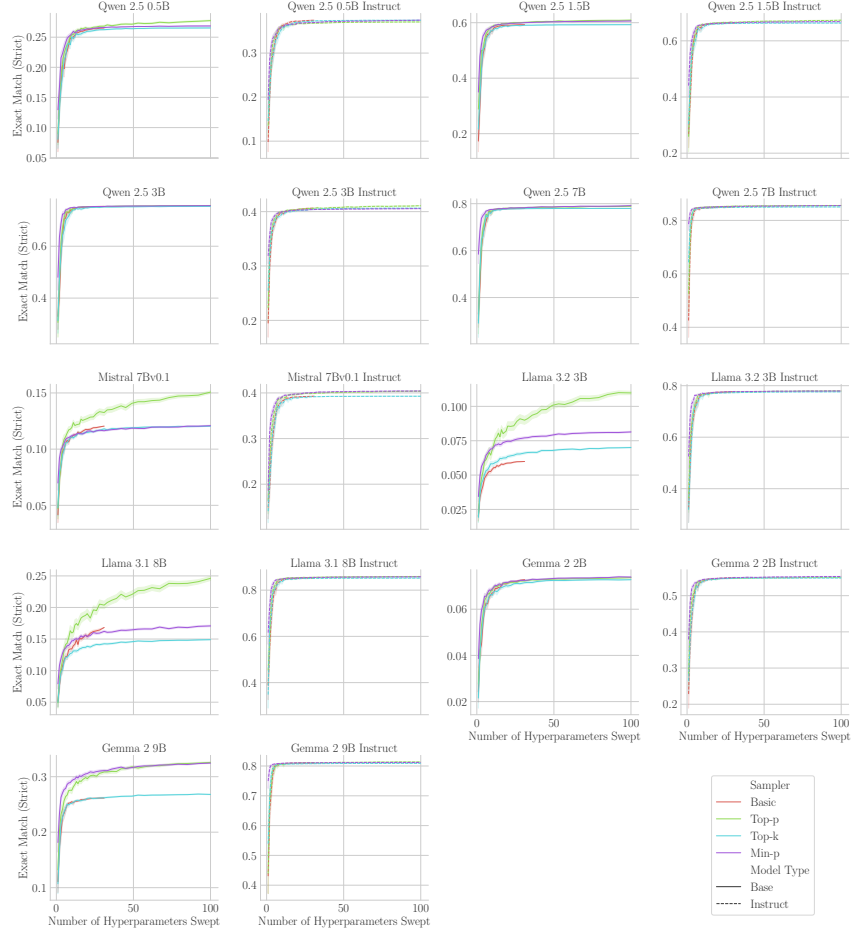 Qwen 2.5 0.5B
Qwen 2.5 0.5B Instruct
Qwen 2.5 1.5B
Qwen 2.5 1.5B Instruct
Exact Match (Strict)
0.25
0.20
0.15
0.10
0.05
0.3
0.2
0.1
0.6
0.4
0.2
0.6
0.4
0.2
Qwen 2.5 3B
Qwen 2.5 3B Instruct
Qwen 2.5 7B
Qwen 2.5 7B Instruct
Exact Match (Strict)
0.6
0.4
0.4
0.3
0.2
0.8
0.6
0.4
0.8
0.6
0.4
Mistral 7Bv0.1
Mistral 7Bv0.1 Instruct
Llama 3.2 3B
Llama 3.2 3B Instruct
Exact Match (Strict)
0.15
0.10
0.05
0.4
0.3
0.2
0.100
0.075
0.050
0.025
0.8
0.6
0.4
Llama 3.1 8B
Llama 3.1 8B Instruct
Gemma 2 2B
Gemma 2 2B Instruct
Exact Match (Strict)
0.25
0.20
0.15
0.10
0.05
0.8
0.6
0.4
0.06
0.04
0.02
0.5
0.4
0.3
0.2
0 50 100
0 50 100
Number of Hyperparameters Swept
Number of Hyperparameters Swept
Gemma 2 9B
Gemma 2 9B Instruct
Exact Match (Strict)
0.3
0.2
0.1
0.8
0.7
0.6
0.5
0.4
0 50 100
0 50 100
Number of Hyperparameters Swept
Number of Hyperparameters Swept
Sampler
Basic
Top-p
Top-k
Min-p
Model Type
Base
Instruct